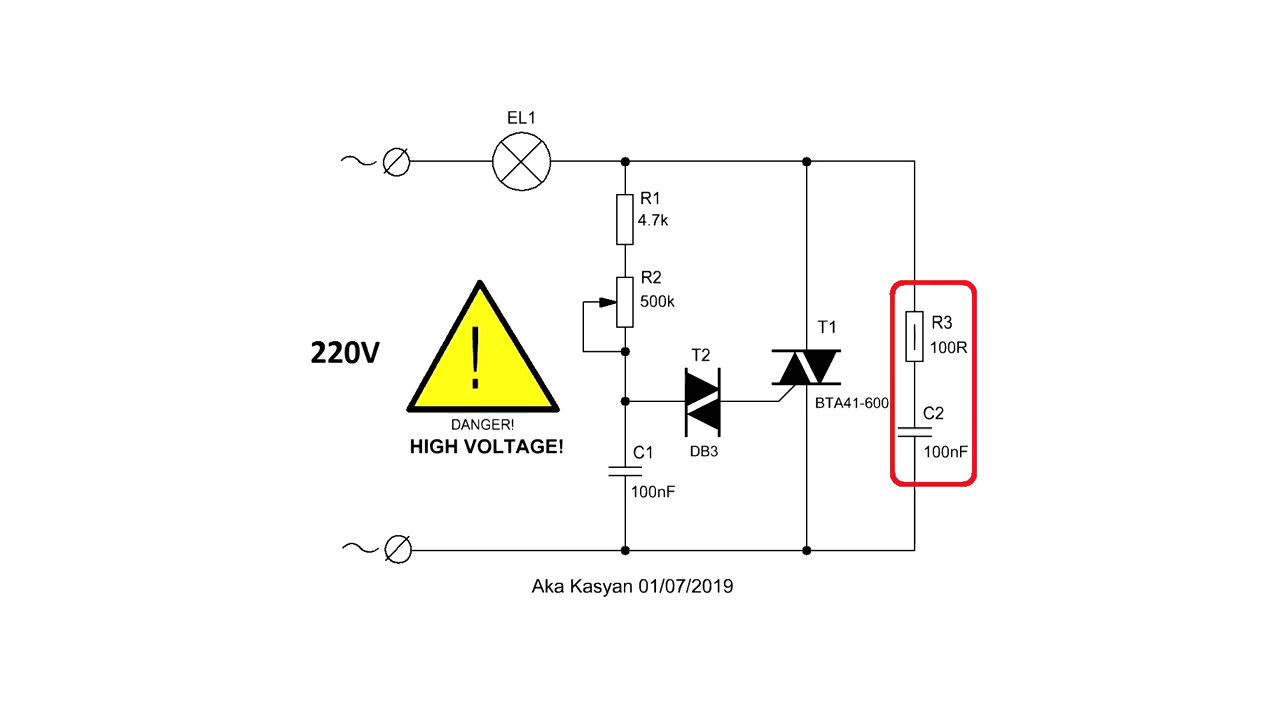 EL1
R1
4.7k
R2
500k
T1
R3
100R
220V
!
T2
BTA41-600
C2
DANGER!
HIGH VOLTAGE!
DB3
C1
100nF
100nF
Aka Kasyan 01/07/2019